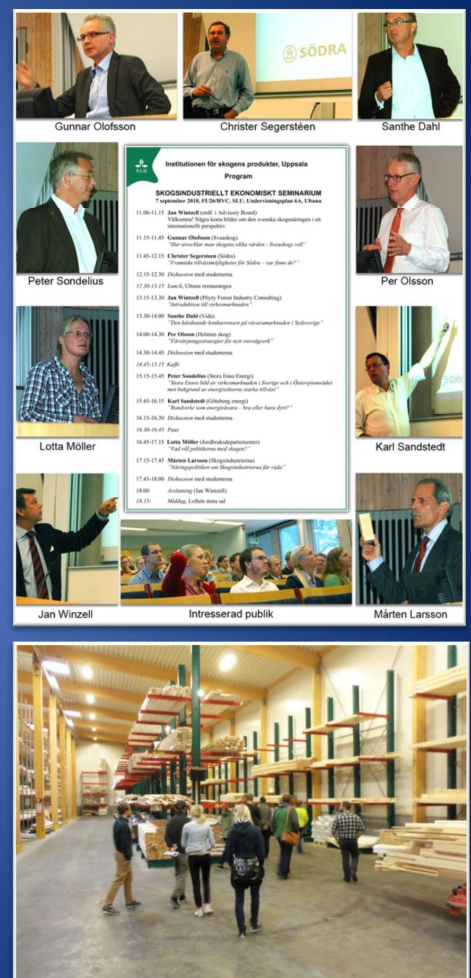 SÖDRA
Gunnar Olofsson
Christer Segerstéen
Santhe Dahl
SLU
Institutionen för skogens produkter, Uppsala
Program
SKOGSINDUSTRIELLT EKONOMISKT SEMINARIUM
7 september 2010, FU26/HVC, SLU, Undervisningsplan 6A, Ultuna
11.00-11.15 Jan Wintzell (ordf. i Advisory Board)
Välkomna! Några korta bilder om den svenska skogsnäringen i ett
internationellt perspektiv
11.15-11.45 Gunnar Olofsson (Sveaskog)
"Hur utvecklar man skogens olika värden - Sveaskogs roll"
11.45-12.15 Christer Segersteen (Södra)
"Framtida tillväxtmöjligheter för Södra – var finns de?"
12.15-12.30 Diskussion med studenterna
12.30-13.15 Lunch, Ultuna restaurangen
13.15-13.30 Jan Wintzell (Pöyry Forest Industry Consulting)
"Introduktion till virkesmarknaden"
13.30-14.00 Santhe Dahl (Vida)
"Den hårdnande konkurrensen på råvarumarknaden i Sydsverige"
14.00-14.30 Per Olsson (Holmen skog)
"Försörjningsstrategier för nytt storsågverk"
14.30-14.45 Diskussion med studenterna
14.45-15.15 Kaffe
15.15-15.45 Peter Sondelius (Stora Enso Energi)
"Stora Ensos bild av virkesmarknaden i Sverige och i Östersjöområdet
mot bakgrund av energisektorns starka tillväxt"
15.45-16.15 Karl Sandstedt (Göteborg energi)
"Rundvirke som energiråvara – bra eller bara dyrt?"
16.15-16.30 Diskussion med studenterna
16.30-16.45 Paus
16.45-17.15 Lotta Möller (Jordbruksdepartementet)
"Vad vill politikerna med skogen?"
17.15-17.45 Mårten Larsson (Skogsindustrierna)
"Näringspolitiken om Skogsindustrierna får råda"
17.45-18.00 Diskussion med studenterna
18.00 Avslutning (Jan Wintzell)
18.15- Middag, Loftets stora sal
Peter Sondelius
Per Olsson
Lotta Möller
Karl Sandstedt
Jan Winzell
Intresserad publik
Mårten Larsson